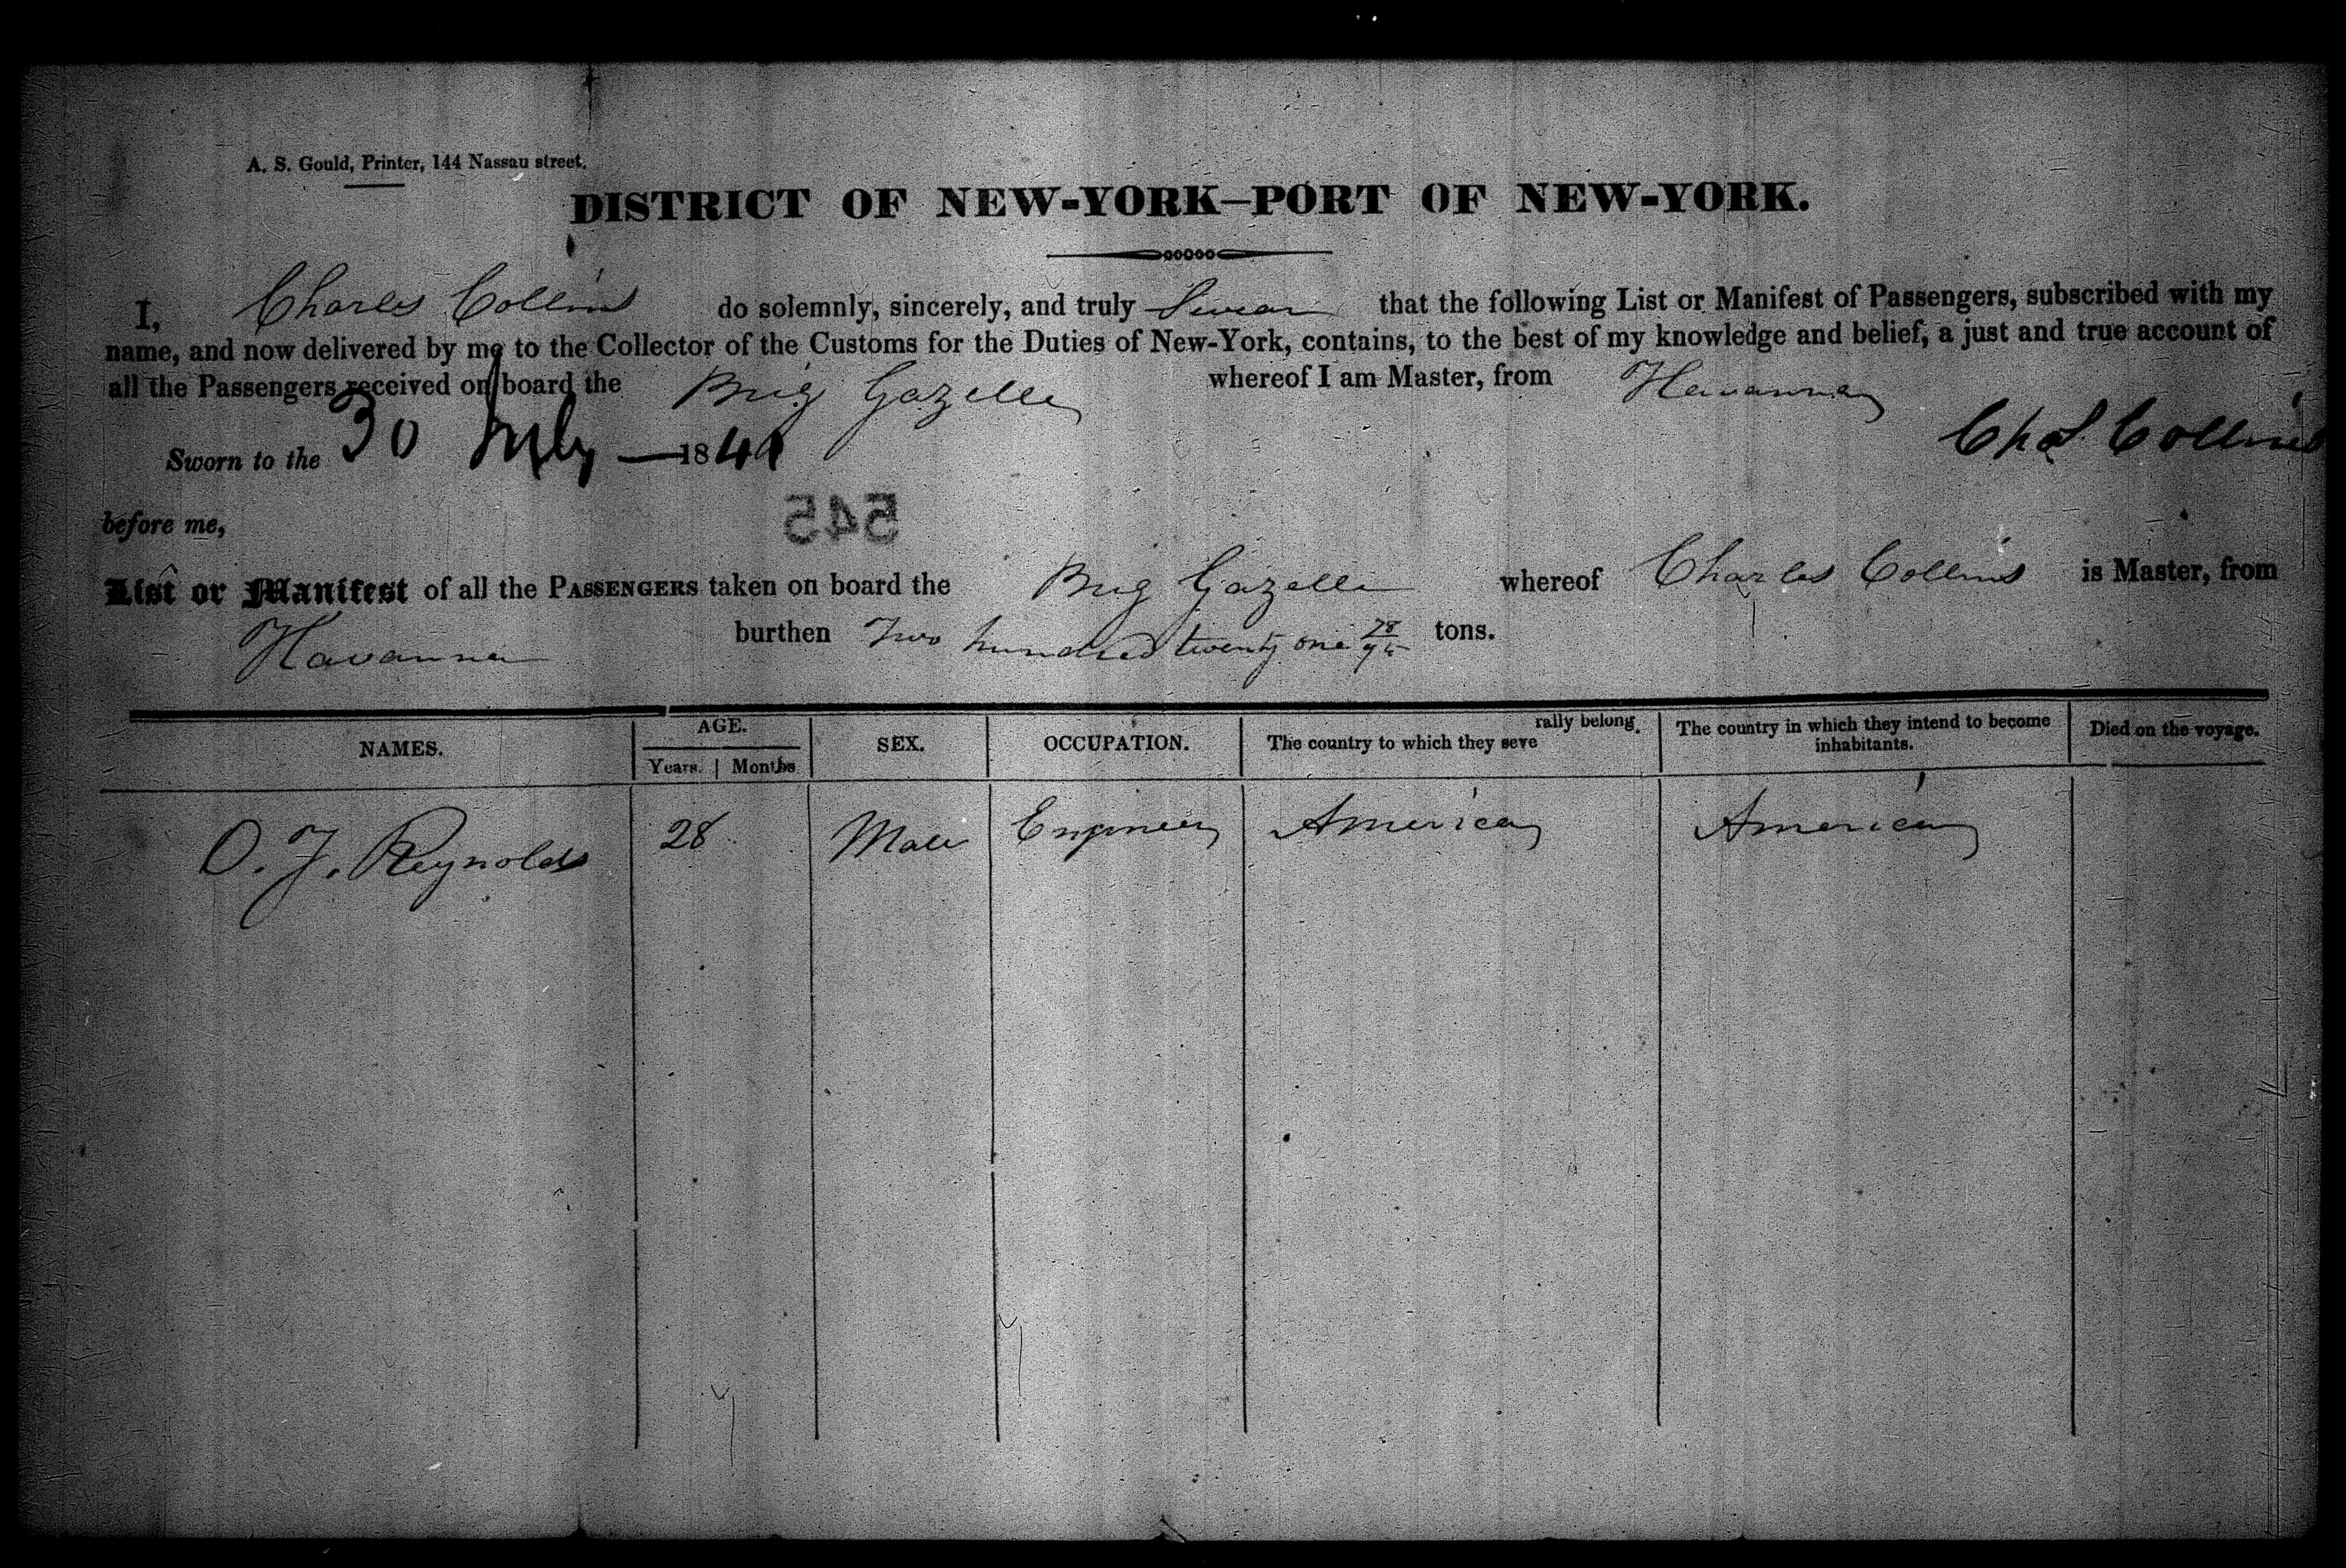 A. S. Gould, Printer, 144 Nassau street.
DISTRICT OF NEW-YORK—PORT OF NEW-YORK.
I, Charles Collins do solemnly, sincerely, and truly Swear that the following List or Manifest of Passengers, subscribed with my
name, and now delivered by me to the Collector of the Customs for the Duties of New-York, contains, to the best of my knowledge and belief, a just and true account of
all the Passengers received on board the Brig Gazelle whereof I am Master, from Havanna
Sworn to the 30 July —1841 Chas. Collins
545
before me,
List or Manifest of all the PASSENGERS taken on board the Brig Gazelle whereof Charles Collins is Master, from
Havanna burthen Two hundred twenty one 78/95 tons.
NAMES. AGE. Years. Months SEX. OCCUPATION. The country to which they severally belong. The country in which they intend to become inhabitants. Died on the voyage.
O. J. Reynolds 28 Male Engineer America America